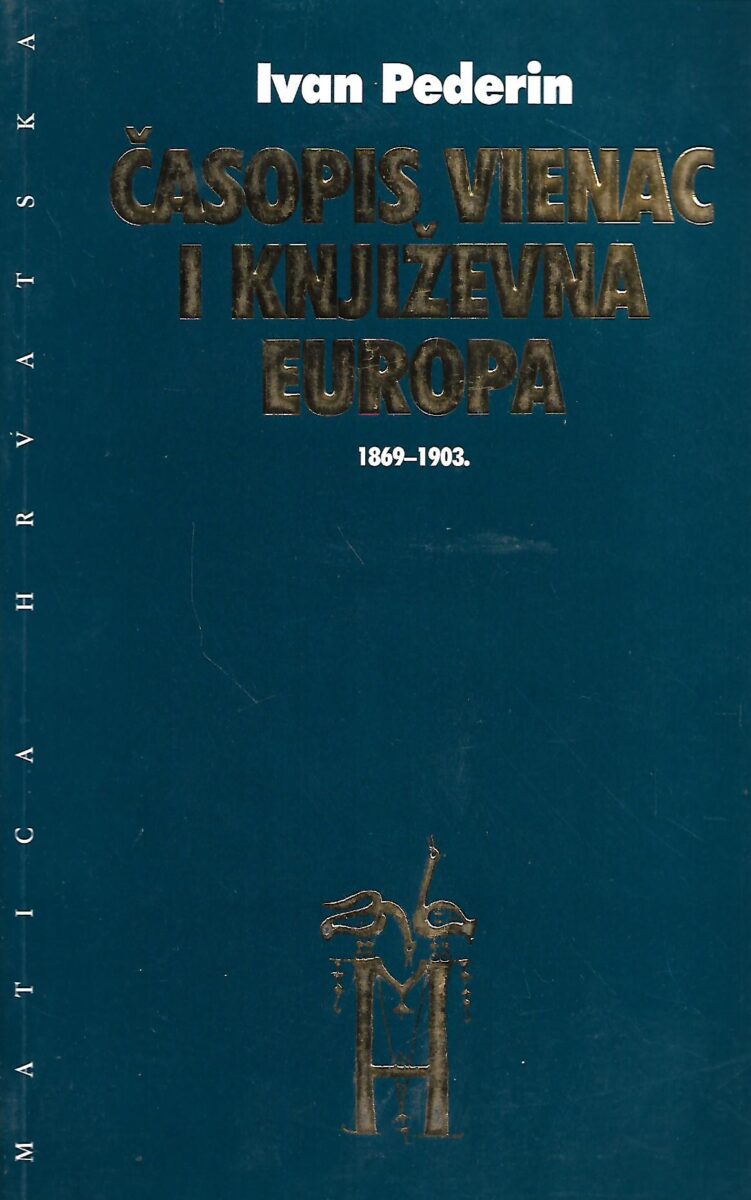 Ivan Pederin
ČASOPIS VIENAC
I KNJIŽEVNA
EUROPA
1869–1903.
MATICA HRVATSKA